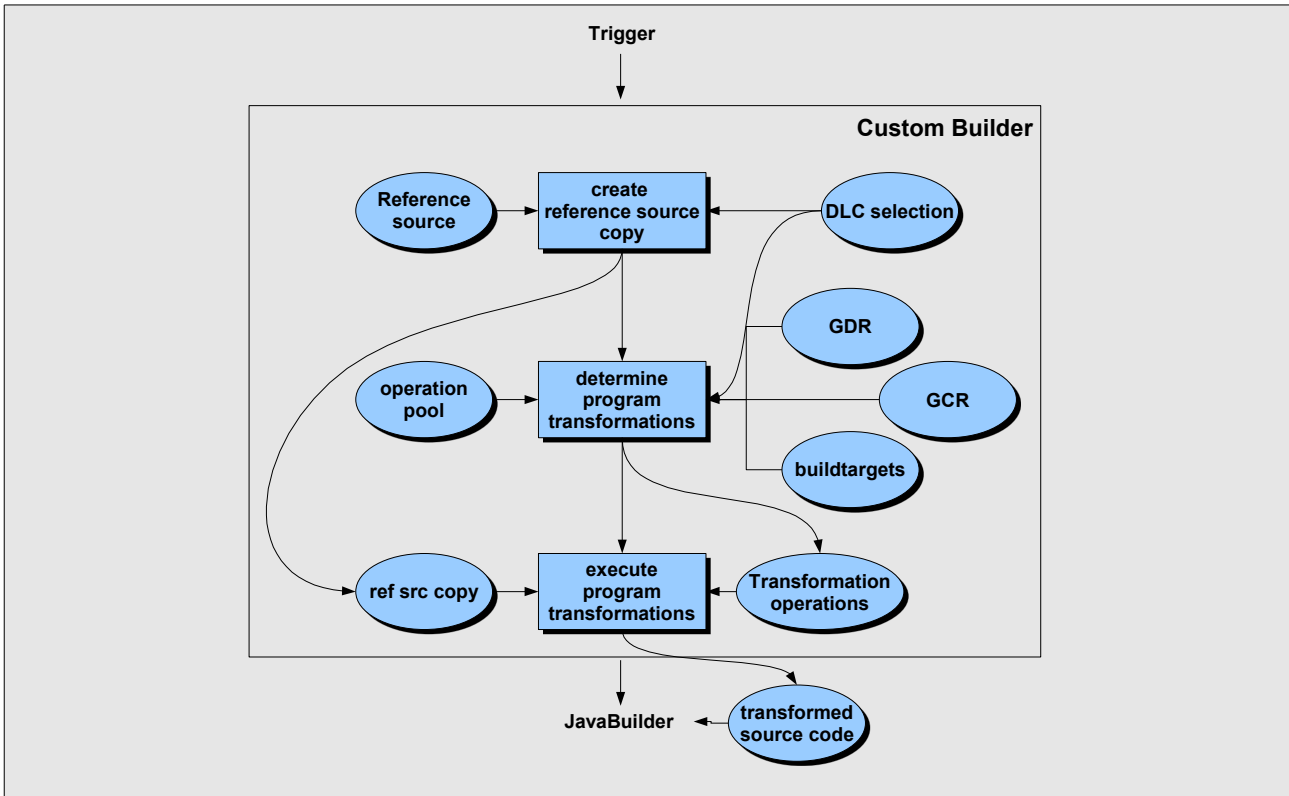 Trigger
Custom Builder
Reference
source
create
reference source
copy
DLC selection
GDR
operation
pool
determine
program
transformations
GCR
buildtargets
ref src copy
execute
program
transformations
Transformation
operations
JavaBuilder
transformed
source code